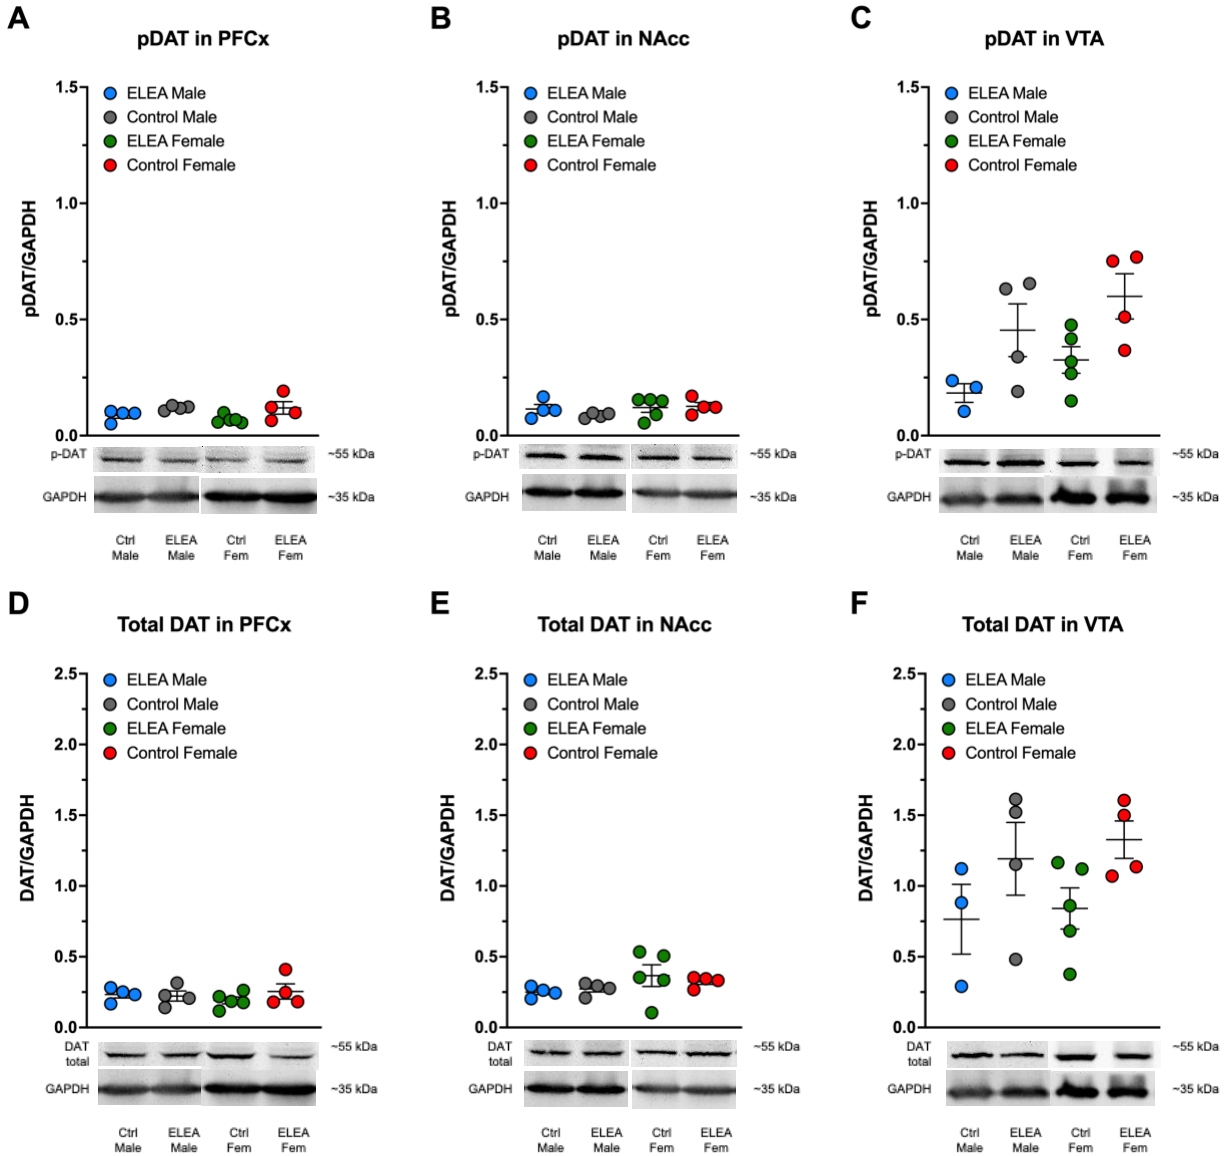 A
pDAT in PFCx
1.5
1.0
0.5
0.0
pDAT/GAPDH
ELEA Male
Control Male
ELEA Female
Control Female
p-DAT
~55 kDa
GAPDH
~35 kDa
Ctrl Male
ELEA Male
Ctrl Fem
ELEA Fem
B
pDAT in NAcc
1.5
1.0
0.5
0.0
pDAT/GAPDH
ELEA Male
Control Male
ELEA Female
Control Female
p-DAT
~55 kDa
GAPDH
~35 kDa
Ctrl Male
ELEA Male
Ctrl Fem
ELEA Fem
C
pDAT in VTA
1.5
1.0
0.5
0.0
pDAT/GAPDH
ELEA Male
Control Male
ELEA Female
Control Female
p-DAT
~55 kDa
GAPDH
~35 kDa
Ctrl Male
ELEA Male
Ctrl Fem
ELEA Fem
D
Total DAT in PFCx
2.5
2.0
1.5
1.0
0.5
0.0
DAT/GAPDH
ELEA Male
Control Male
ELEA Female
Control Female
DAT total
~55 kDa
GAPDH
~35 kDa
Ctrl Male
ELEA Male
Ctrl Fem
ELEA Fem
E
Total DAT in NAcc
2.5
2.0
1.5
1.0
0.5
0.0
DAT/GAPDH
ELEA Male
Control Male
ELEA Female
Control Female
DAT total
~55 kDa
GAPDH
~35 kDa
Ctrl Male
ELEA Male
Ctrl Fem
ELEA Fem
F
Total DAT in VTA
2.5
2.0
1.5
1.0
0.5
0.0
DAT/GAPDH
ELEA Male
Control Male
ELEA Female
Control Female
DAT total
~55 kDa
GAPDH
~35 kDa
Ctrl Male
ELEA Male
Ctrl Fem
ELEA Fem